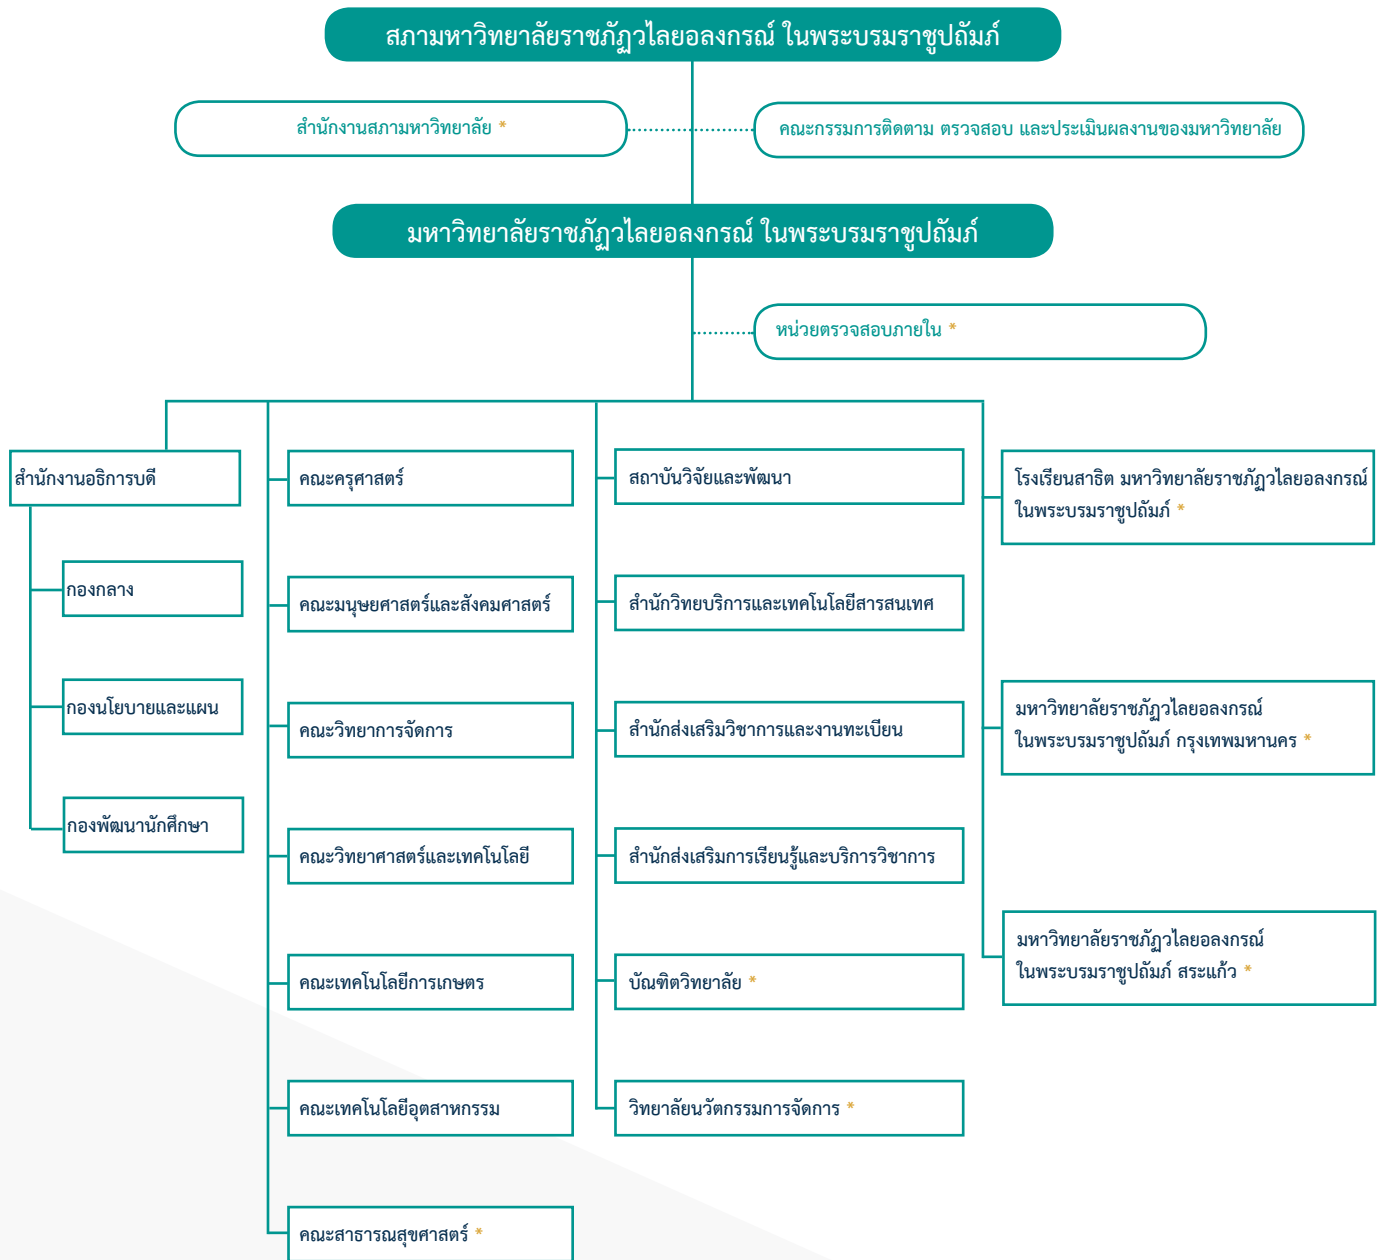 สภามหาวิทยาลัยราชภัฏวไลยอลงกรณ์ ในพระบรมราชูปถัมภ์
สำนักงานสภามหาวิทยาลัย *
คณะกรรมการติดตาม ตรวจสอบ และประเมินผลงานของมหาวิทยาลัย
มหาวิทยาลัยราชภัฏวไลยอลงกรณ์ ในพระบรมราชูปถัมภ์
หน่วยตรวจสอบภายใน *
สำนักงานอธิการบดี
กองกลาง
กองนโยบายและแผน
กองพัฒนานักศึกษา
คณะครุศาสตร์
คณะมนุษยศาสตร์และสังคมศาสตร์
คณะวิทยาการจัดการ
คณะวิทยาศาสตร์และเทคโนโลยี
คณะเทคโนโลยีการเกษตร
คณะเทคโนโลยีอุตสาหกรรม
คณะสาธารณสุขศาสตร์ *
สถาบันวิจัยและพัฒนา
สำนักวิทยบริการและเทคโนโลยีสารสนเทศ
สำนักส่งเสริมวิชาการและงานทะเบียน
สำนักส่งเสริมการเรียนรู้และบริการวิชาการ
บัณฑิตวิทยาลัย *
วิทยาลัยนวัตกรรมการจัดการ *
โรงเรียนสาธิต มหาวิทยาลัยราชภัฏวไลยอลงกรณ์
ในพระบรมราชูปถัมภ์ *
มหาวิทยาลัยราชภัฏวไลยอลงกรณ์
ในพระบรมราชูปถัมภ์ กรุงเทพมหานคร *
มหาวิทยาลัยราชภัฏวไลยอลงกรณ์
ในพระบรมราชูปถัมภ์ สระแก้ว *